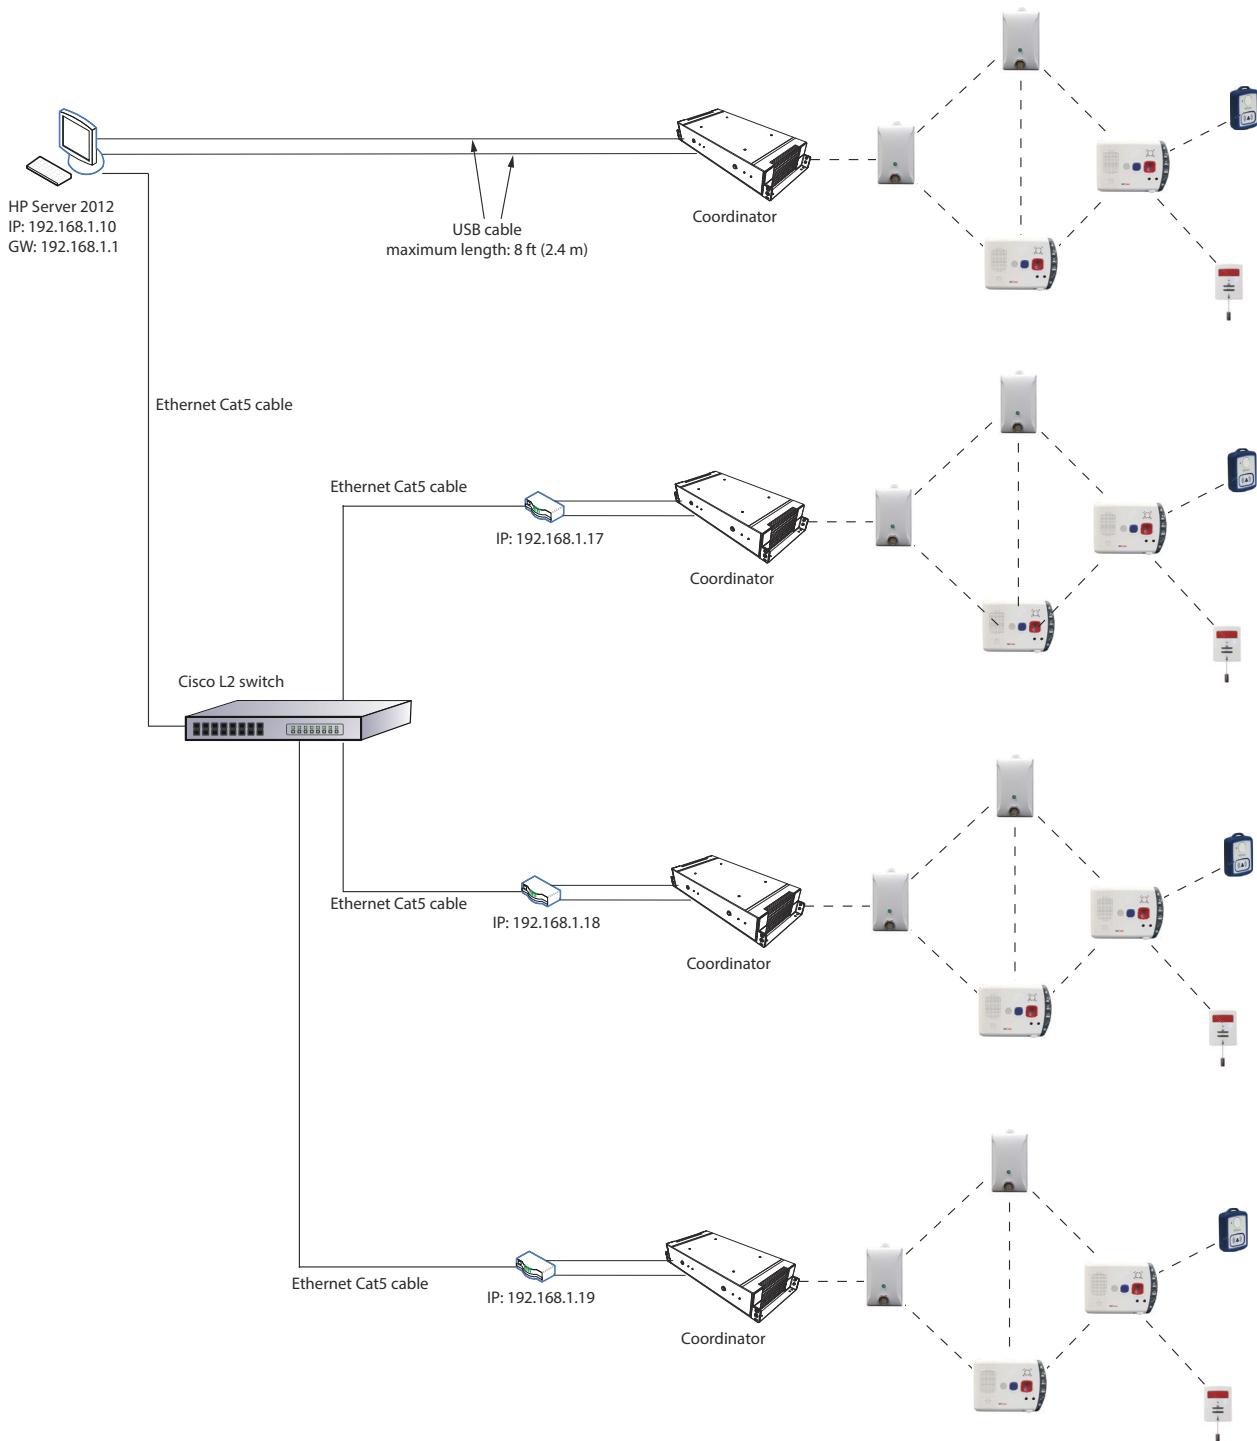 HP Server 2012
IP: 192.168.1.10
GW: 192.168.1.1
USB cable
maximum length: 8 ft (2.4 m)
Coordinator
Ethernet Cat5 cable
Ethernet Cat5 cable
IP: 192.168.1.17
Coordinator
Cisco L2 switch
Ethernet Cat5 cable
IP: 192.168.1.18
Coordinator
Ethernet Cat5 cable
IP: 192.168.1.19
Coordinator